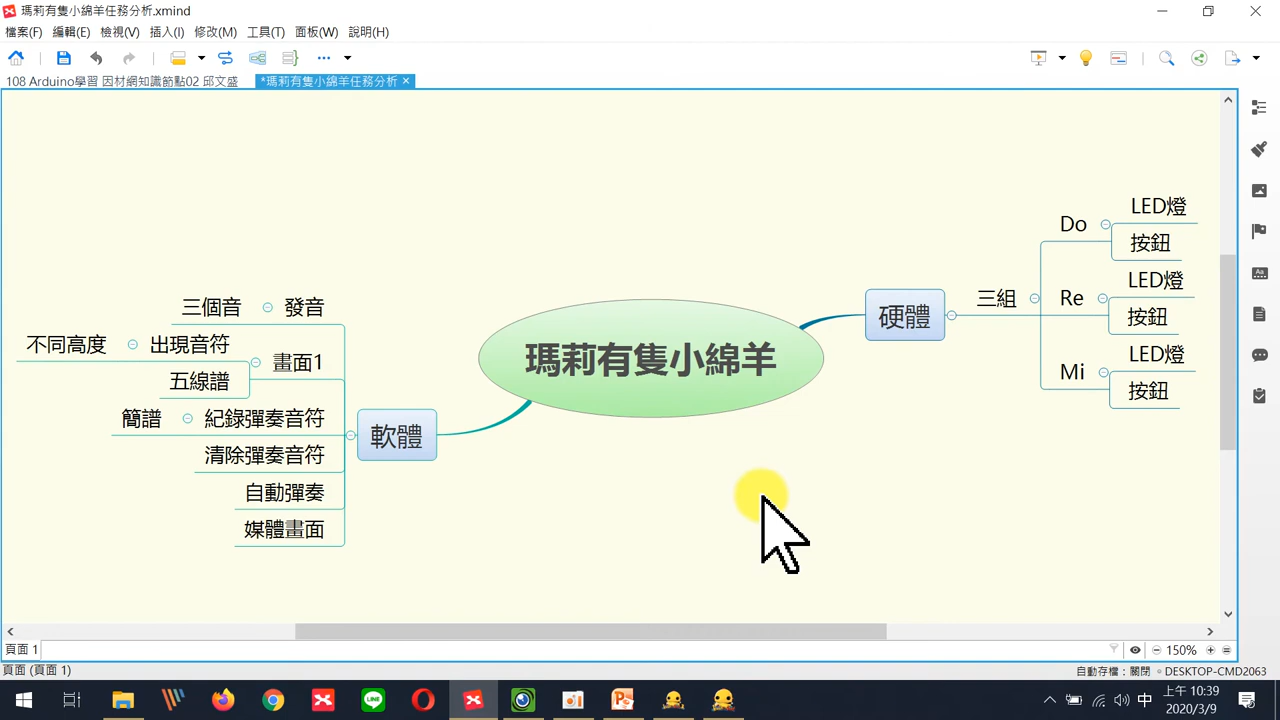 瑪莉有隻小綿羊任務分析.xmind
檔案(F) 編輯(E) 檢視(V) 插入(I) 修改(M) 工具(T) 面板(W) 說明(H)
108 Arduino學習 因材網知識節點02 邱文盛
*瑪莉有隻小綿羊任務分析
瑪莉有隻小綿羊
硬體
三組
Do
LED燈
按鈕
Re
LED燈
按鈕
Mi
LED燈
按鈕
軟體
發音
三個音
畫面1
出現音符
不同高度
五線譜
紀錄彈奏音符
簡譜
清除彈奏音符
自動彈奏
媒體畫面
頁面 1
150%
頁面 (頁面 1)
自動存檔：關閉
DESKTOP-CMD2063
中
上午 10:39
2020/3/9